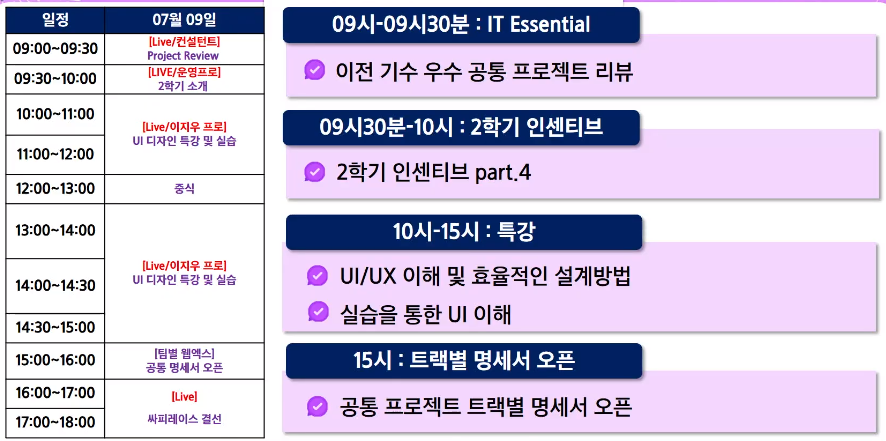 일정 07월 09일
09:00~09:30
[Live/컨설턴트]
Project Review
09:30~10:00
[LIVE/운영프로]
2학기 소개
10:00~11:00
11:00~12:00
[Live/이지우 프로]
UI 디자인 특강 및 실습
12:00~13:00 중식
13:00~14:00
14:00~14:30
14:30~15:00
[Live/이지우 프로]
UI 디자인 특강 및 실습
15:00~16:00
[팀별 웹엑스]
공통 명세서 오픈
16:00~17:00
17:00~18:00
[Live]
싸피레이스 결선
09시-09시30분 : IT Essential
이전 기수 우수 공통 프로젝트 리뷰
09시30분-10시 : 2학기 인센티브
2학기 인센티브 part.4
10시-15시 : 특강
UI/UX 이해 및 효율적인 설계방법
실습을 통한 UI 이해
15시 : 트랙별 명세서 오픈
공통 프로젝트 트랙별 명세서 오픈